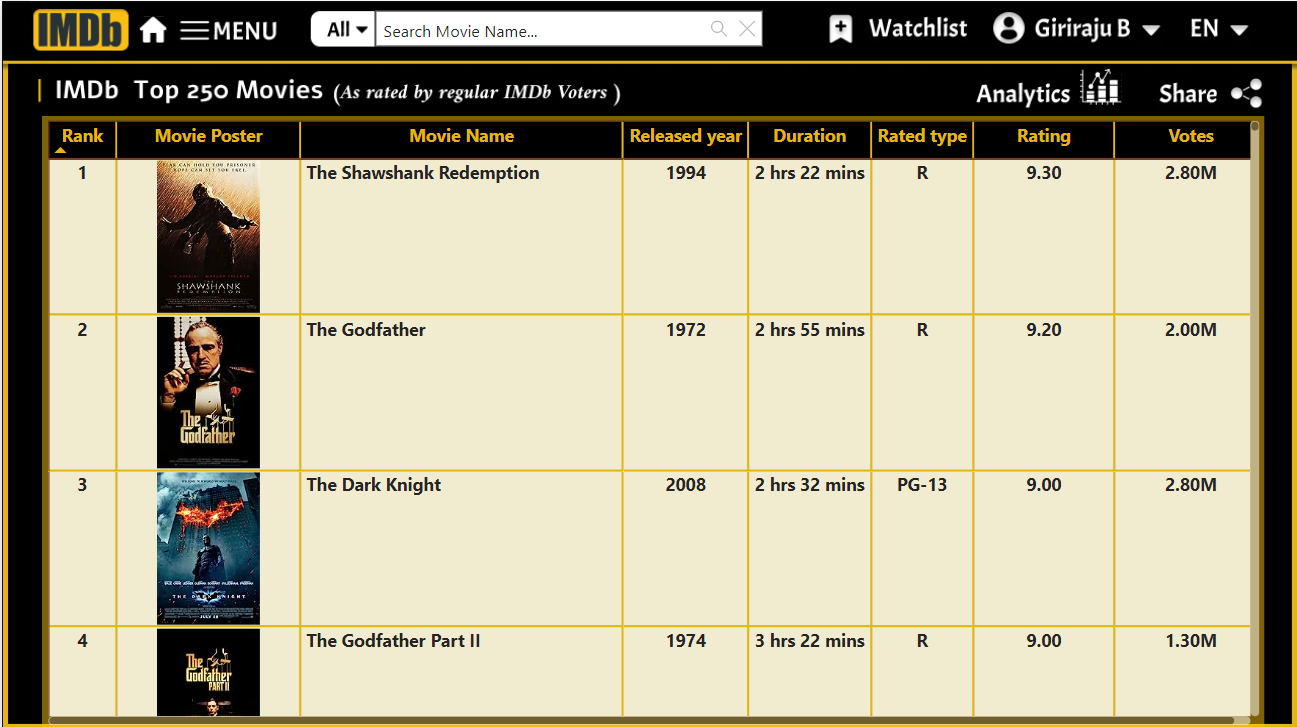 IMDb MENU All Search Movie Name... Watchlist Giriraju B EN
IMDb Top 250 Movies (As rated by regular IMDb Voters ) Analytics Share
Rank Movie Poster Movie Name Released year Duration Rated type Rating Votes
1 The Shawshank Redemption 1994 2 hrs 22 mins R 9.30 2.80M
FEAR CAN HOLD YOU PRISONER
HOPE CAN SET YOU FREE
SHAWSHANK
REDEMPTION
2 The Godfather 1972 2 hrs 55 mins R 9.20 2.00M
The
Godfather
3 The Dark Knight 2008 2 hrs 32 mins PG-13 9.00 2.80M
THE DARK KNIGHT
JULY 18
4 The Godfather Part II 1974 3 hrs 22 mins R 9.00 1.30M
The
Godfather
PART II